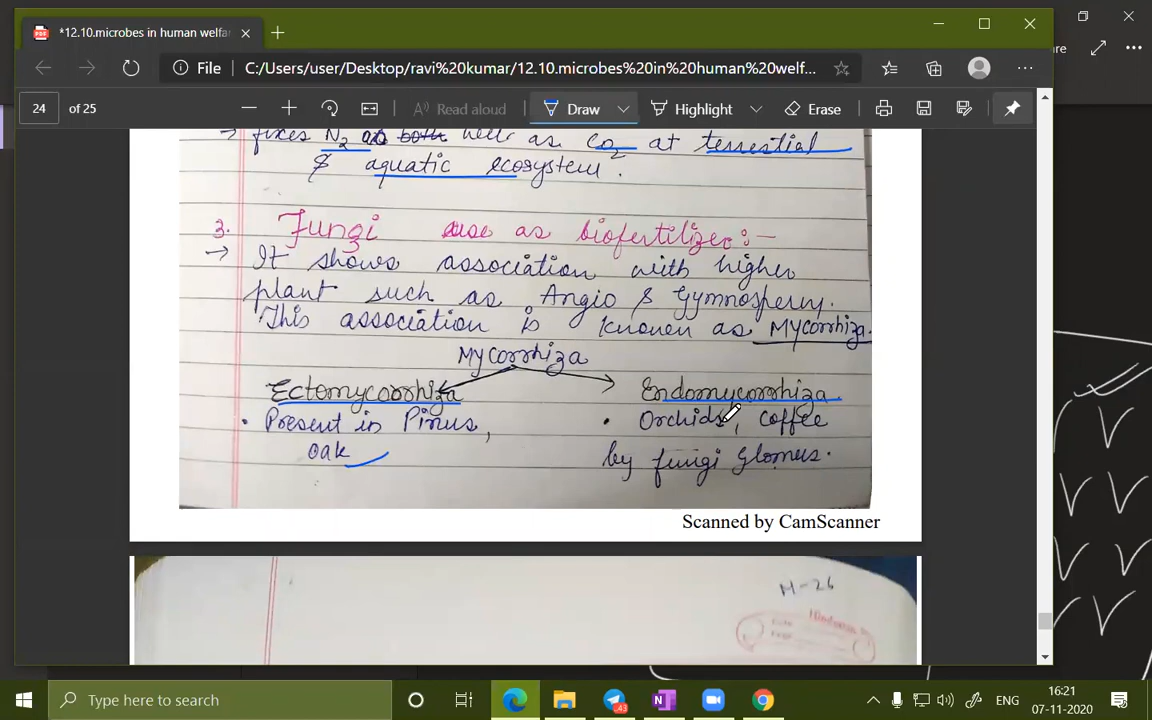 *12.10.microbes in human welfa
File
C:/Users/user/Desktop/ravi%20kumar/12.10.microbes%20in%20human%20welf...
re
24 of 25
Read aloud
Draw
Highlight
Erase
→ fixes N2 as both well as CO2 at terrestial
& aquatic ecosystem.
3. Fungi use as biofertilizer:-
→ It shows association with higher
plant such as Angio & Gymnosperm.
This association is known as Mycorrhiza.
Mycorrhiza
Ectomycorrhiza
Endomycorrhiza
• Present in Pinus,
oak
• Orchids, coffee
by fungi glomus.
Scanned by CamScanner
M-26
Type here to search
43
N
ENG
16:21
07-11-2020